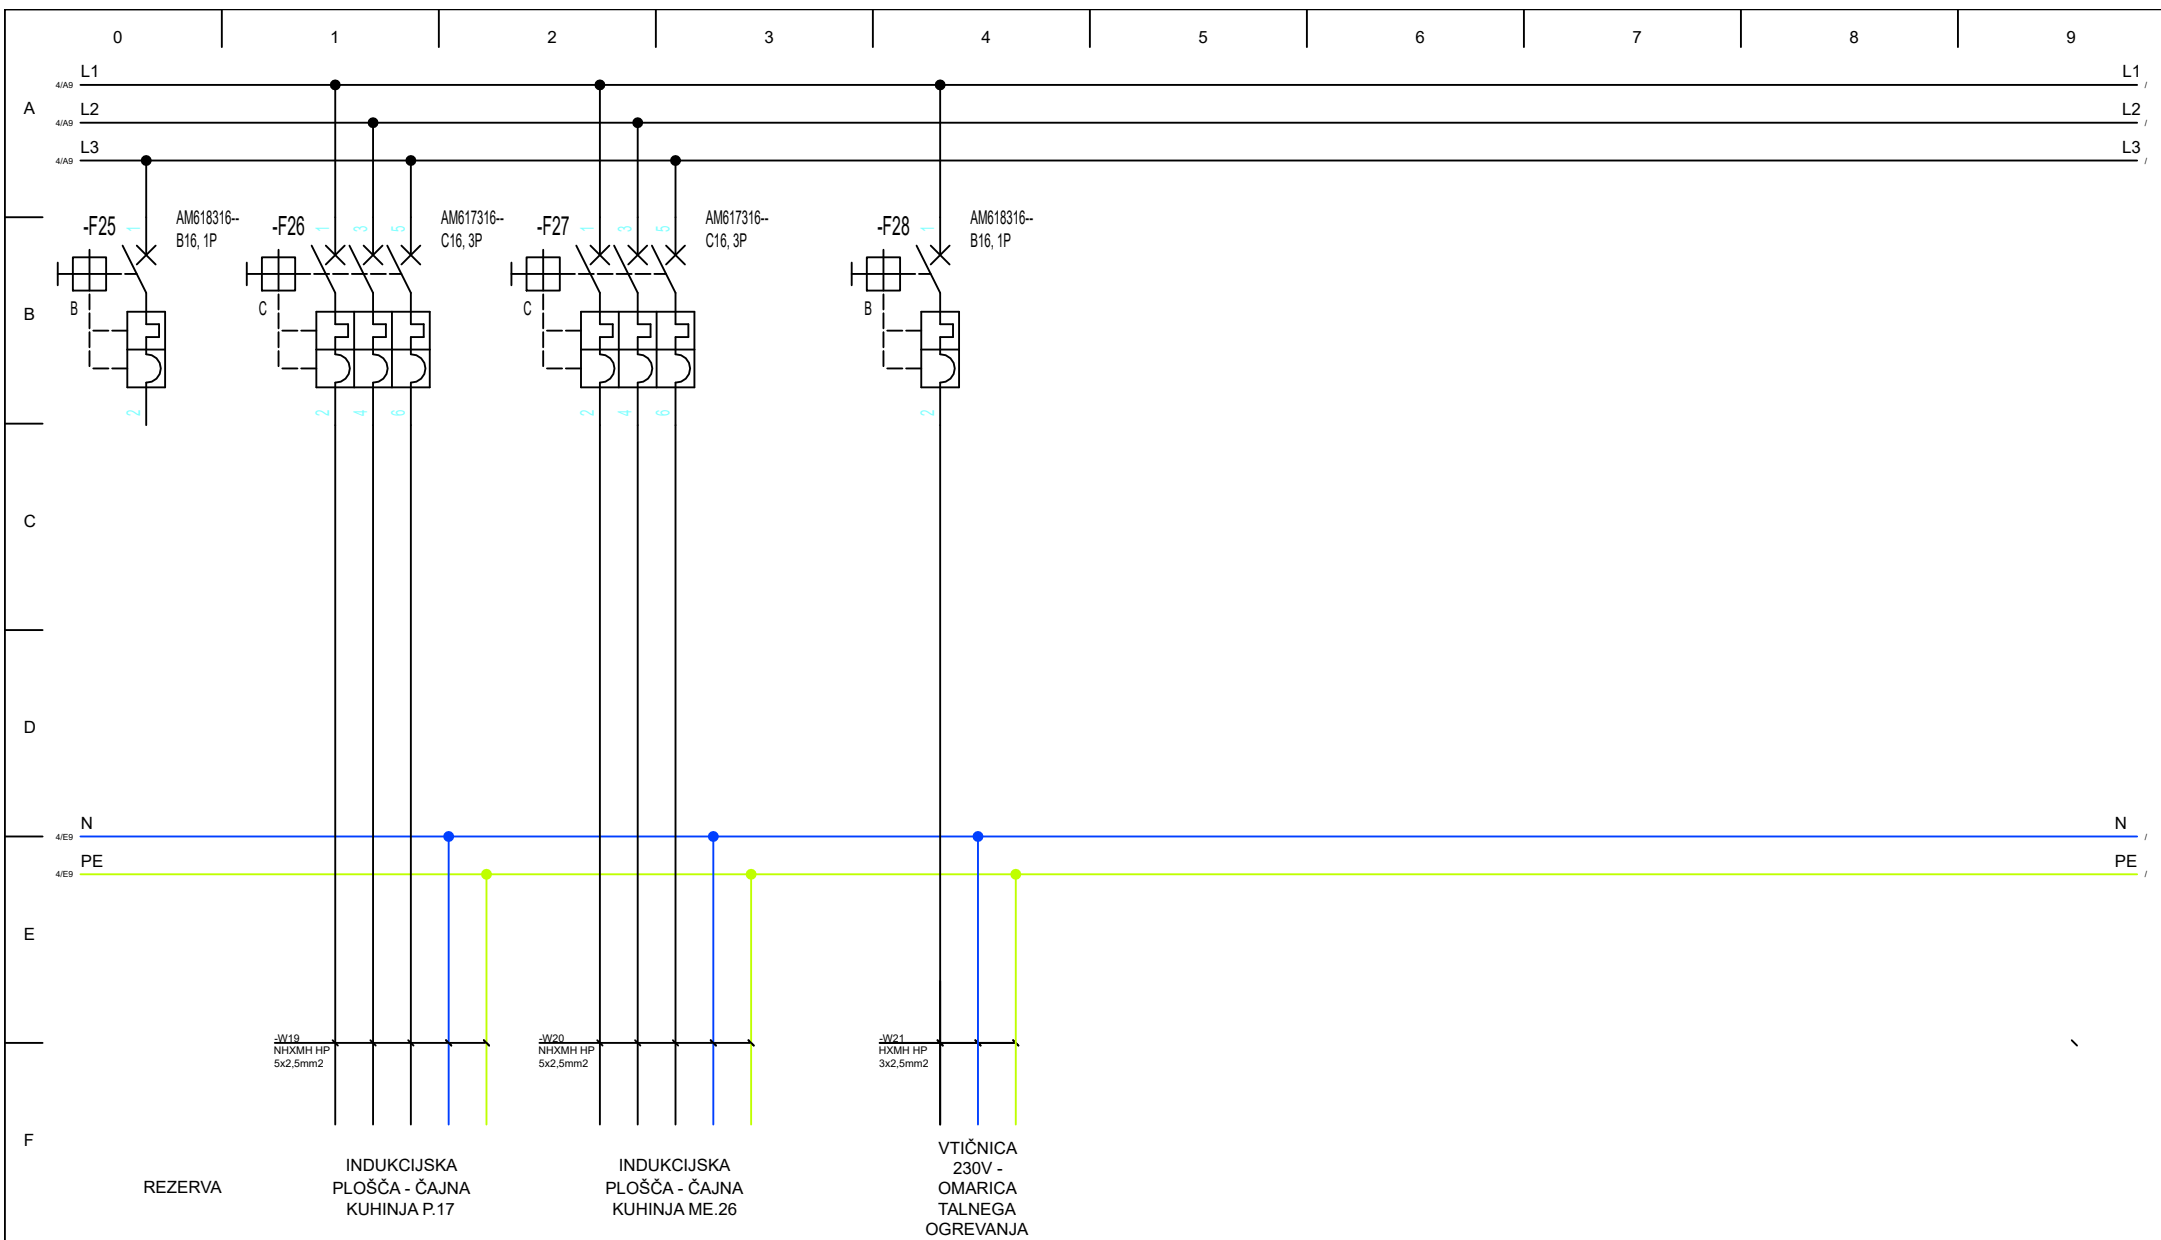 0 1 2 3 4 5 6 7 8 9
A
B
C
D
E
F
L1
4/A9
L1
/
L2
4/A9
L2
/
L3
4/A9
L3
/
-F25
1
AM618316--
B16, 1P
B
2
-F26
1 3 5
AM617316--
C16, 3P
C
2 4 6
-F27
1 3 5
AM617316--
C16, 3P
C
2 4 6
-F28
1
AM618316--
B16, 1P
B
2
N
4/E9
N
/
PE
4/E9
PE
/
-W19
NHXMH HP
5x2,5mm2
-W20
NHXMH HP
5x2,5mm2
-W21
HXMH HP
3x2,5mm2
REZERVA
INDUKCIJSKA
PLOŠČA - ČAJNA
KUHINJA P.17
INDUKCIJSKA
PLOŠČA - ČAJNA
KUHINJA ME.26
VTIČNICA
230V -
OMARICA
TALNEGA
OGREVANJA